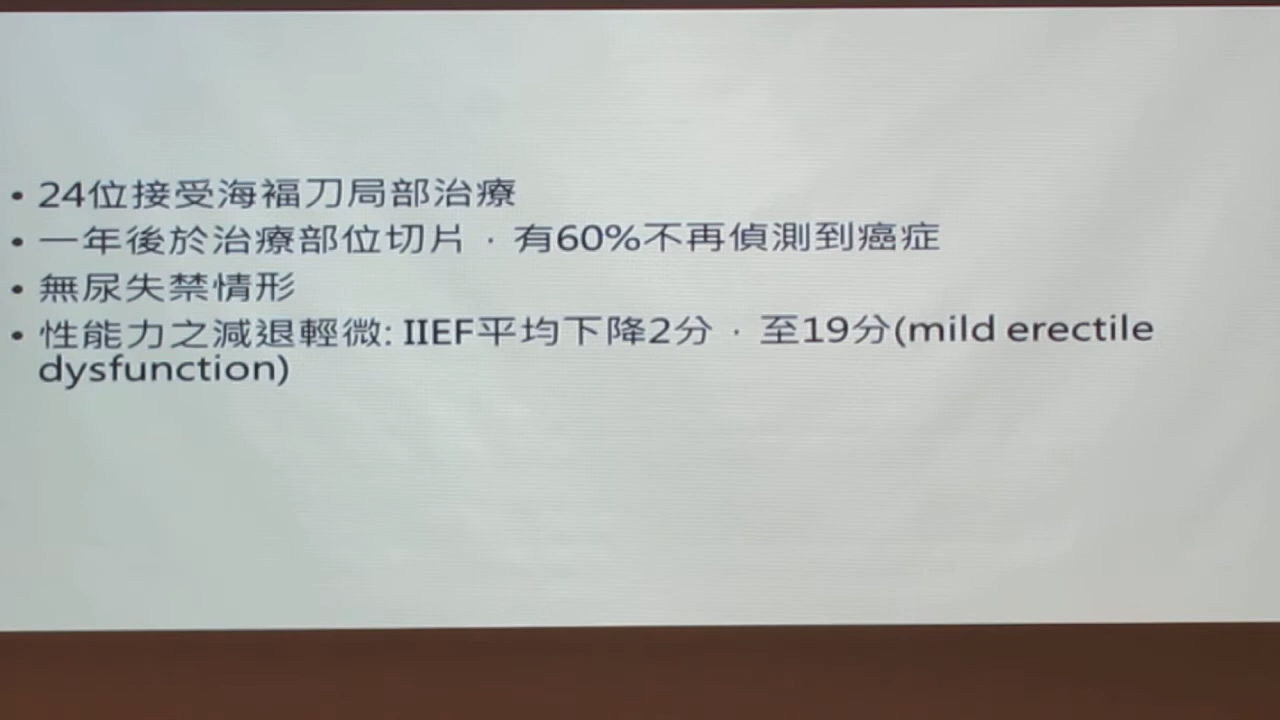 • 24位接受海福刀局部治療
• 一年後於治療部位切片，有60%不再偵測到癌症
• 無尿失禁情形
• 性能力之減退輕微: IIEF平均下降2分，至19分(mild erectile
dysfunction)